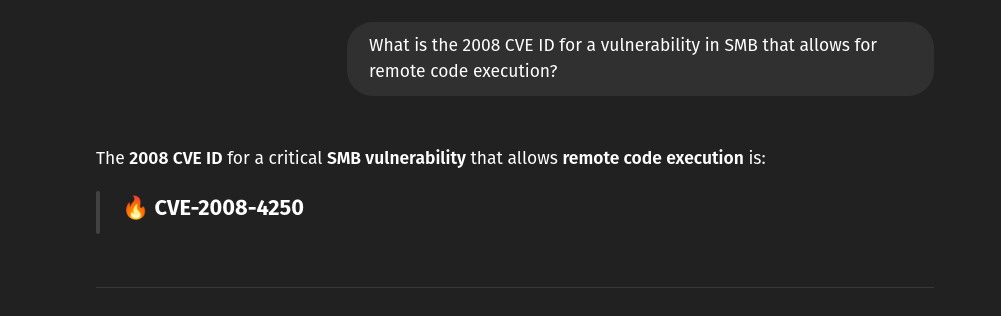 What is the 2008 CVE ID for a vulnerability in SMB that allows for
remote code execution?
The 2008 CVE ID for a critical SMB vulnerability that allows remote code execution is:
🔥 CVE-2008-4250